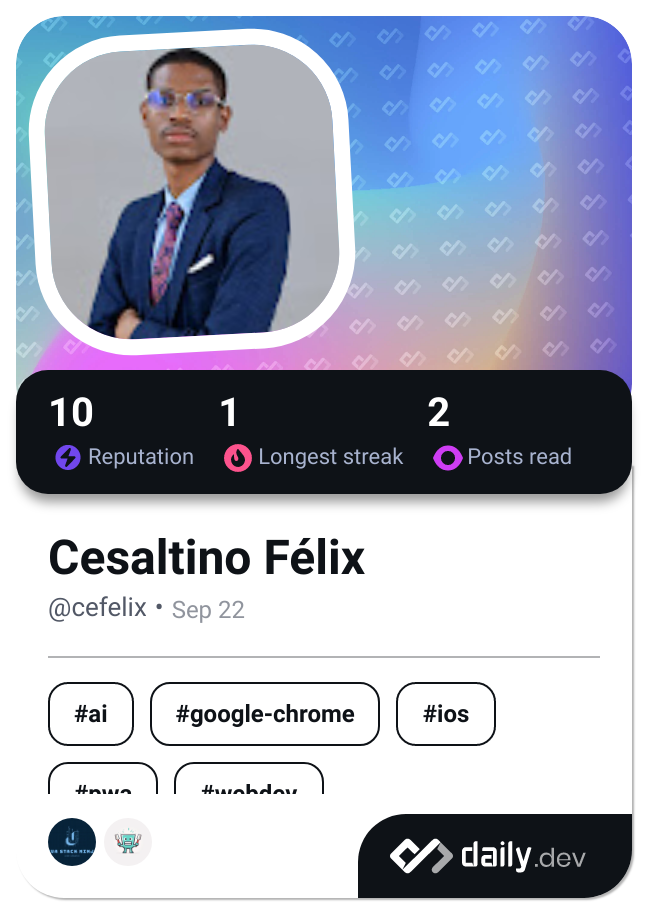 10 1 2
Reputation Longest streak Posts read
Cesaltino Félix
@cefelix • Sep 22
#ai #google-chrome #ios
#pwa #webdev
daily.dev